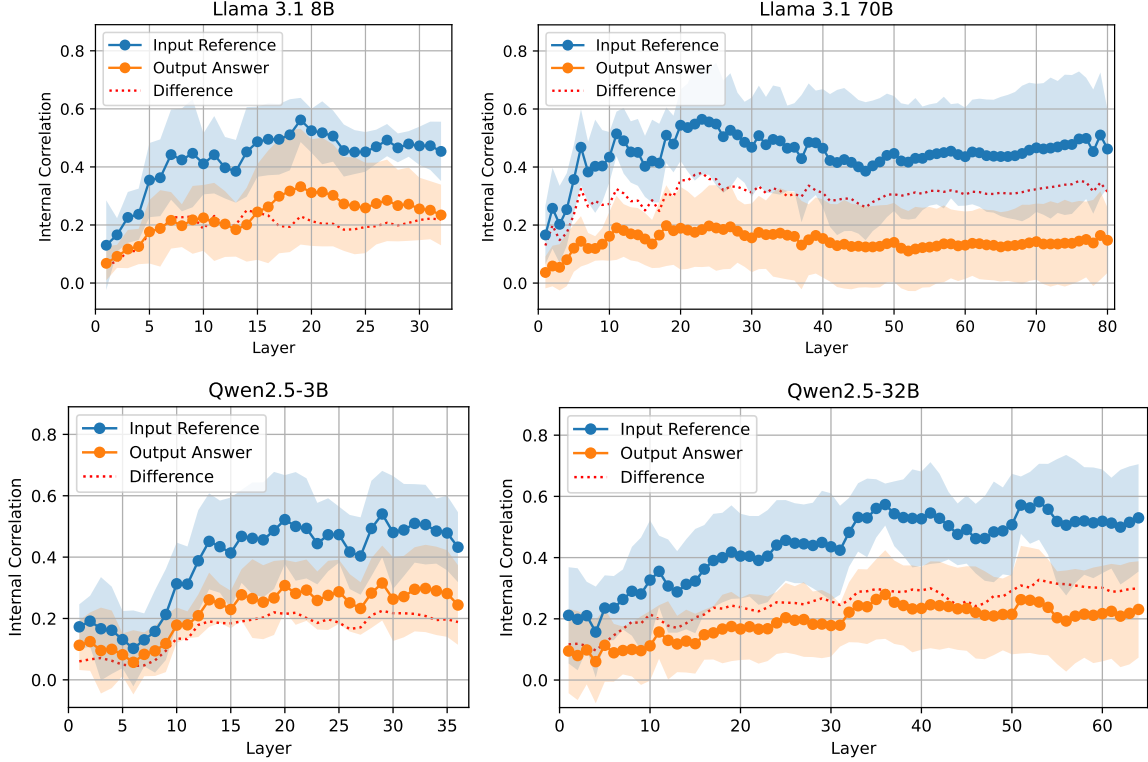 Llama 3.1 8B
Internal Correlation
0.8
0.6
0.4
0.2
0.0
Input Reference
Output Answer
Difference
0 5 10 15 20 25 30
Layer
Llama 3.1 70B
Internal Correlation
0.8
0.6
0.4
0.2
0.0
Input Reference
Output Answer
Difference
0 10 20 30 40 50 60 70 80
Layer
Qwen2.5-3B
Internal Correlation
0.8
0.6
0.4
0.2
0.0
Input Reference
Output Answer
Difference
0 5 10 15 20 25 30 35
Layer
Qwen2.5-32B
Internal Correlation
0.8
0.6
0.4
0.2
0.0
Input Reference
Output Answer
Difference
0 10 20 30 40 50 60
Layer